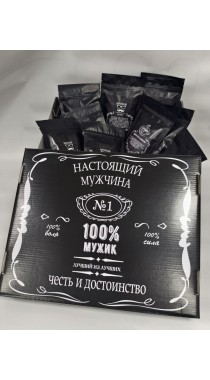 НАСТОЯЩИЙ
МУЖЧИНА
№1
100%
МУЖИК
100%
воля
100%
сила
ЛУЧШИЙ ИЗ ЛУЧШИХ
ЧЕСТЬ И ДОСТОИНСТВО